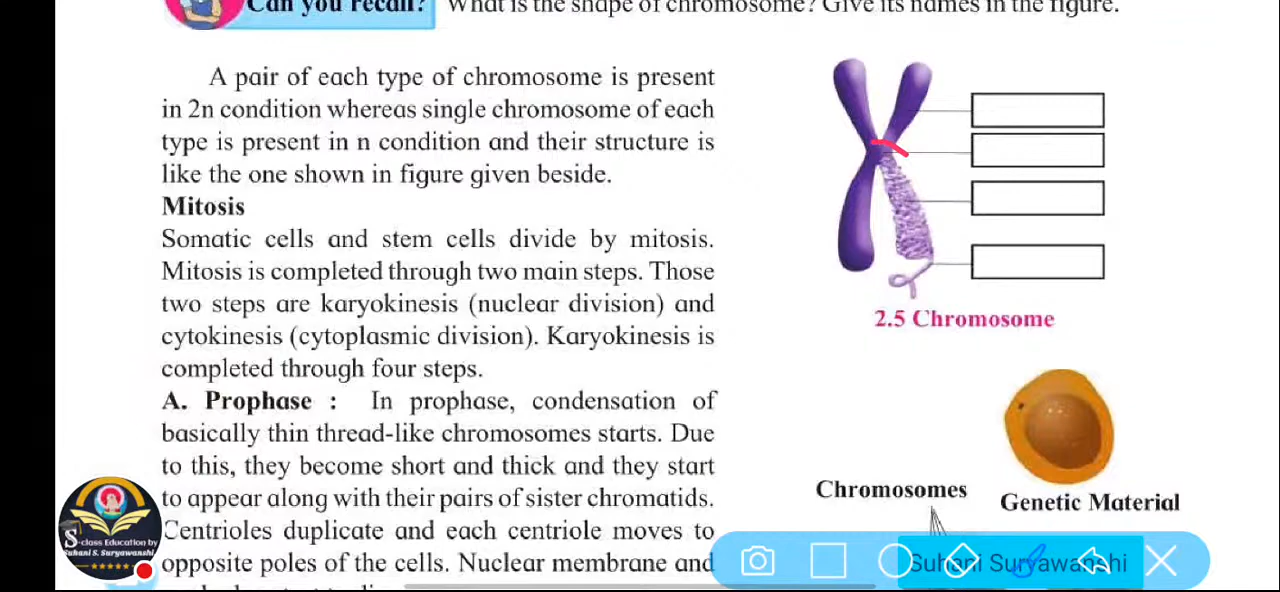 Can you recall? What is the shape of chromosome? Give its names in the figure.
A pair of each type of chromosome is present
in 2n condition whereas single chromosome of each
type is present in n condition and their structure is
like the one shown in figure given beside.
Mitosis
Somatic cells and stem cells divide by mitosis.
Mitosis is completed through two main steps. Those
two steps are karyokinesis (nuclear division) and
cytokinesis (cytoplasmic division). Karyokinesis is
completed through four steps.
A. Prophase : In prophase, condensation of
basically thin thread-like chromosomes starts. Due
to this, they become short and thick and they start
to appear along with their pairs of sister chromatids.
Centrioles duplicate and each centriole moves to
opposite poles of the cells. Nuclear membrane and
2.5 Chromosome
Chromosomes
Genetic Material
S-class Education by
Suhani S. Suryawanshi
Suhani Suryawanshi